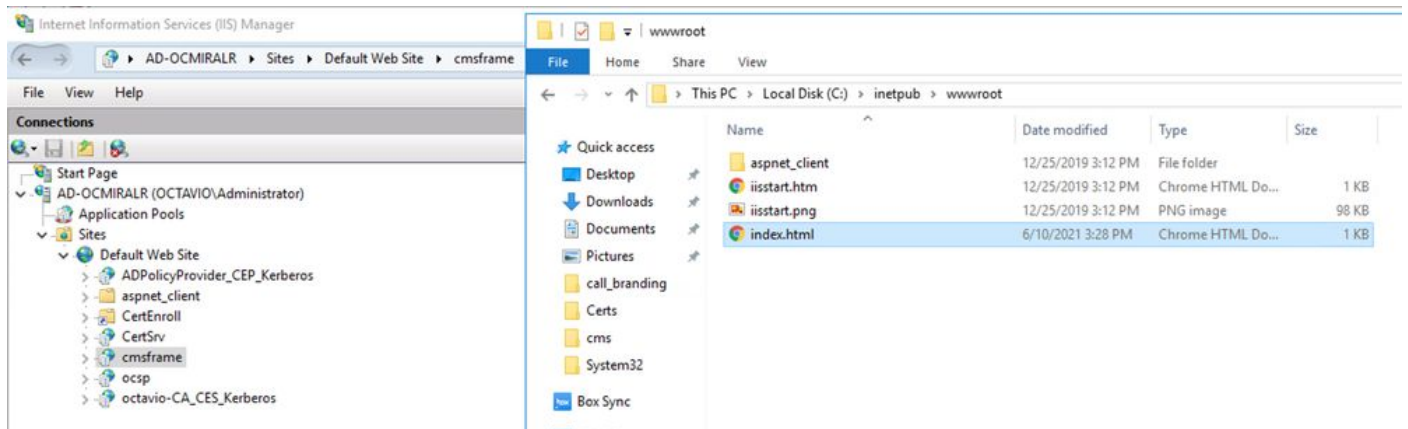 Internet Information Services (IIS) Manager
AD-OCMIRALR Sites Default Web Site cmsframe
File View Help
Connections
Start Page
AD-OCMIRALR (OCTAVIO\Administrator)
Application Pools
Sites
Default Web Site
ADPolicyProvider_CEP_Kerberos
aspnet_client
CertEnroll
CertSrv
cmsframe
ocsp
octavio-CA_CES_Kerberos
wwwroot
File Home Share View
This PC Local Disk (C:) inetpub wwwroot
Quick access
Desktop
Downloads
Documents
Pictures
call_branding
Certs
cms
System32
Box Sync
Name Date modified Type Size
aspnet_client 12/25/2019 3:12 PM File folder
iisstart.htm 12/25/2019 3:12 PM Chrome HTML Do... 1 KB
iisstart.png 12/25/2019 3:12 PM PNG image 98 KB
index.html 6/10/2021 3:28 PM Chrome HTML Do... 1 KB